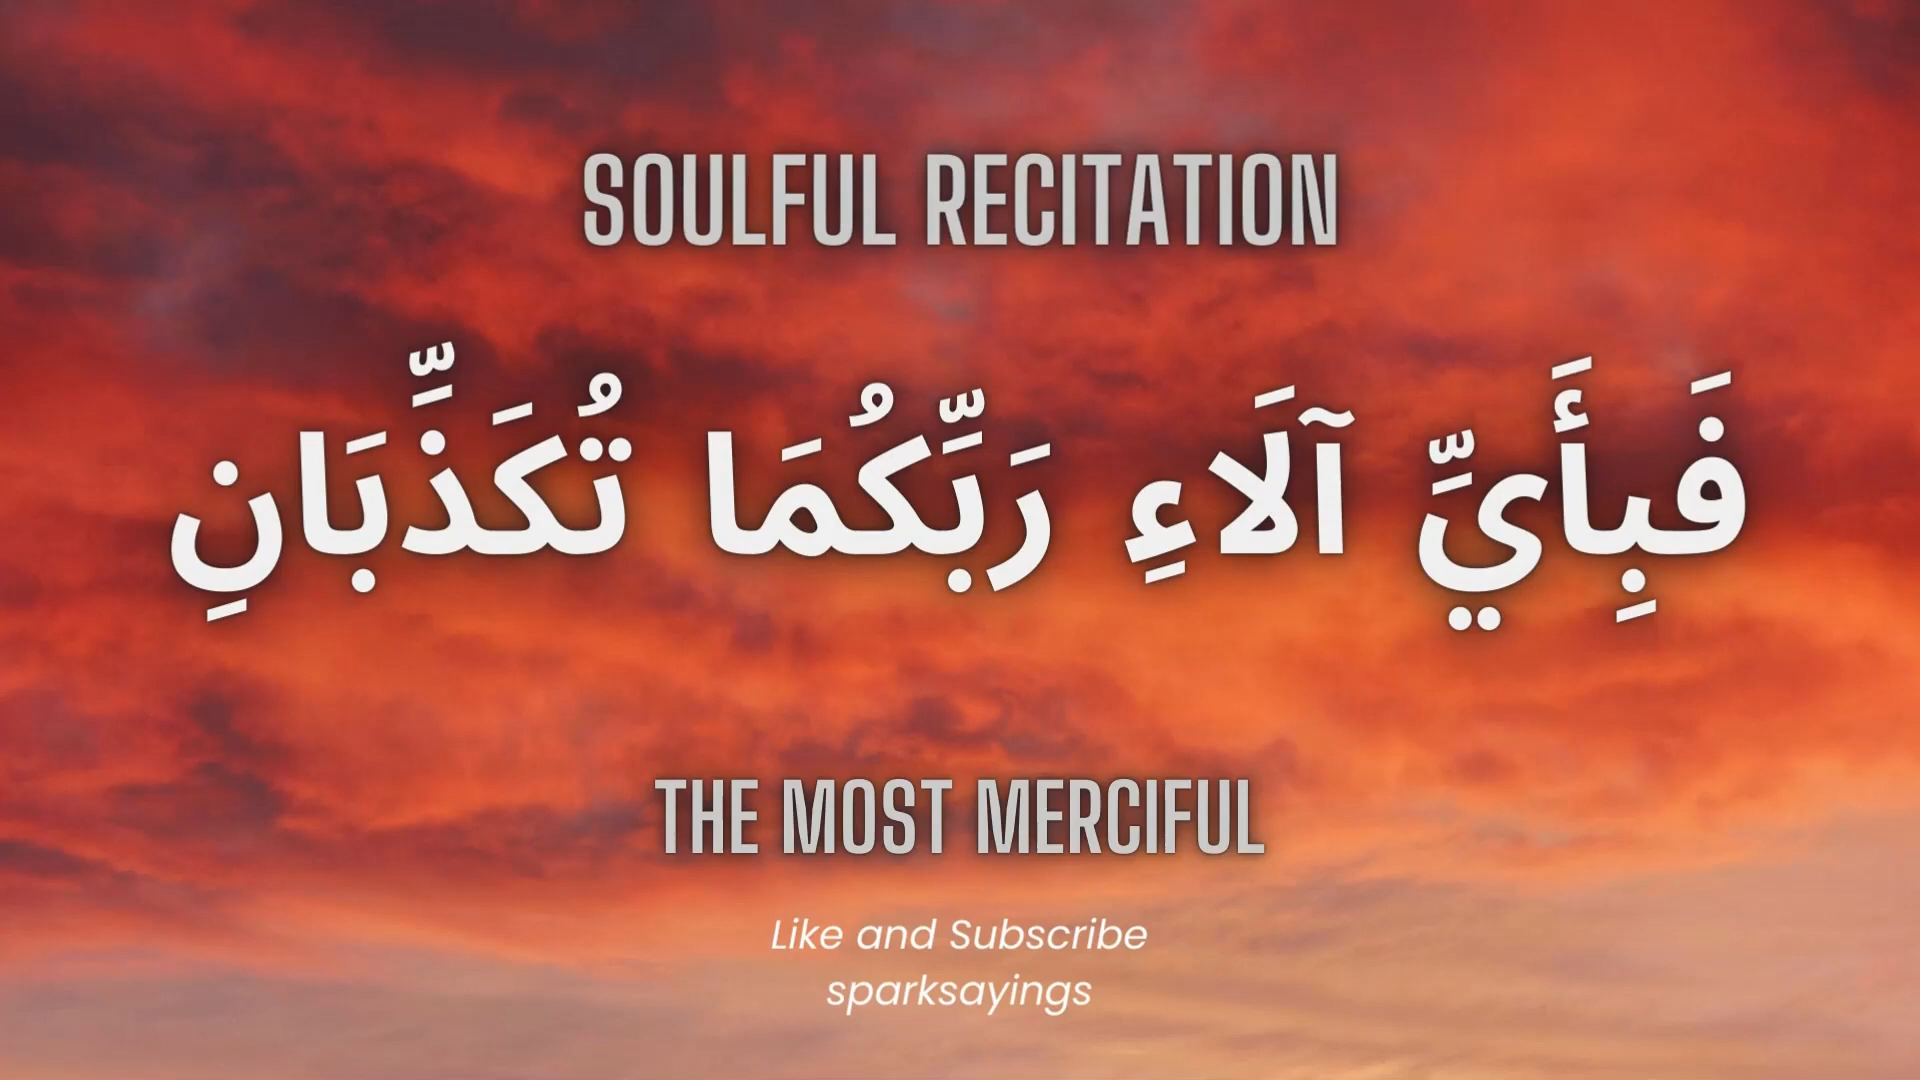 SOULFUL RECITATION
فَبِأَيِّ آلَاءِ رَبِّكُمَا تُكَذِّبَانِ
THE MOST MERCIFUL
Like and Subscribe
sparksayings